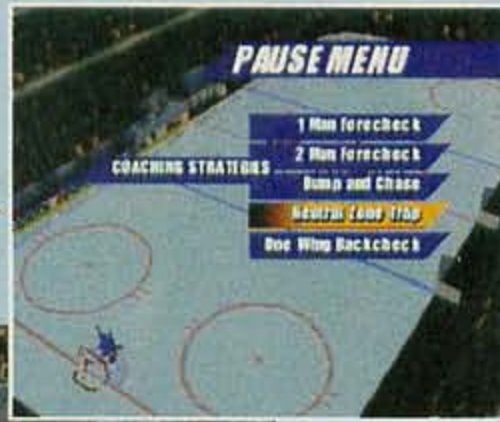 PAUSE MENU
1 Man Forecheck
2 Man Forecheck
COACHING STRATEGIES
Dump and Chase
Neutral Zone Trap
One Wing Backcheck